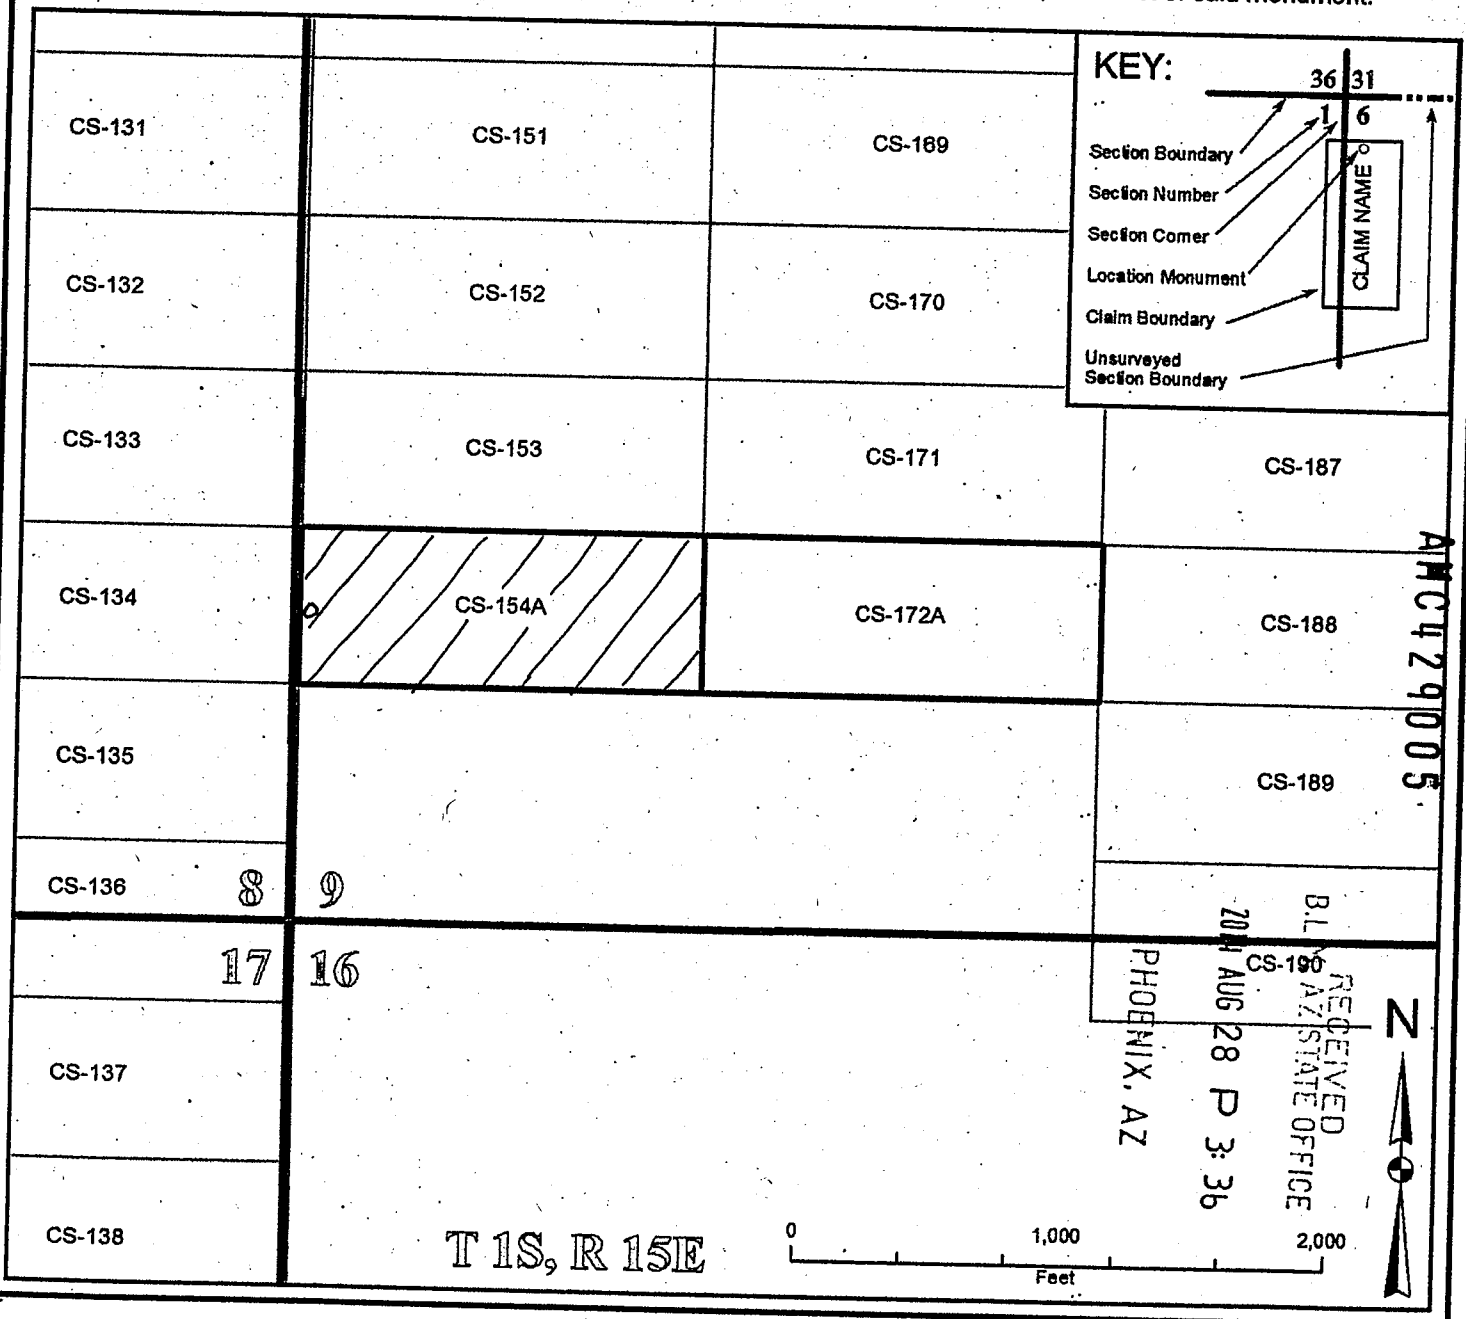 said monument.
KEY:
36 31
1 6
Section Boundary
Section Number
Section Corner
Location Monument
Claim Boundary
Unsurveyed
Section Boundary
CLAIM NAME
CS-131 CS-151 CS-169
CS-132 CS-152 CS-170
CS-133 CS-153 CS-171 CS-187
CS-134 CS-154A CS-172A CS-188
CS-135 CS-189
CS-136 8 9
17 16 CS-190
CS-137
CS-138
T 1S, R 15E
0 1,000 2,000
Feet
N
AMC429005
RECEIVED
AZ STATE OFFICE
2014 AUG 28 P 3:36
PHOENIX, AZ